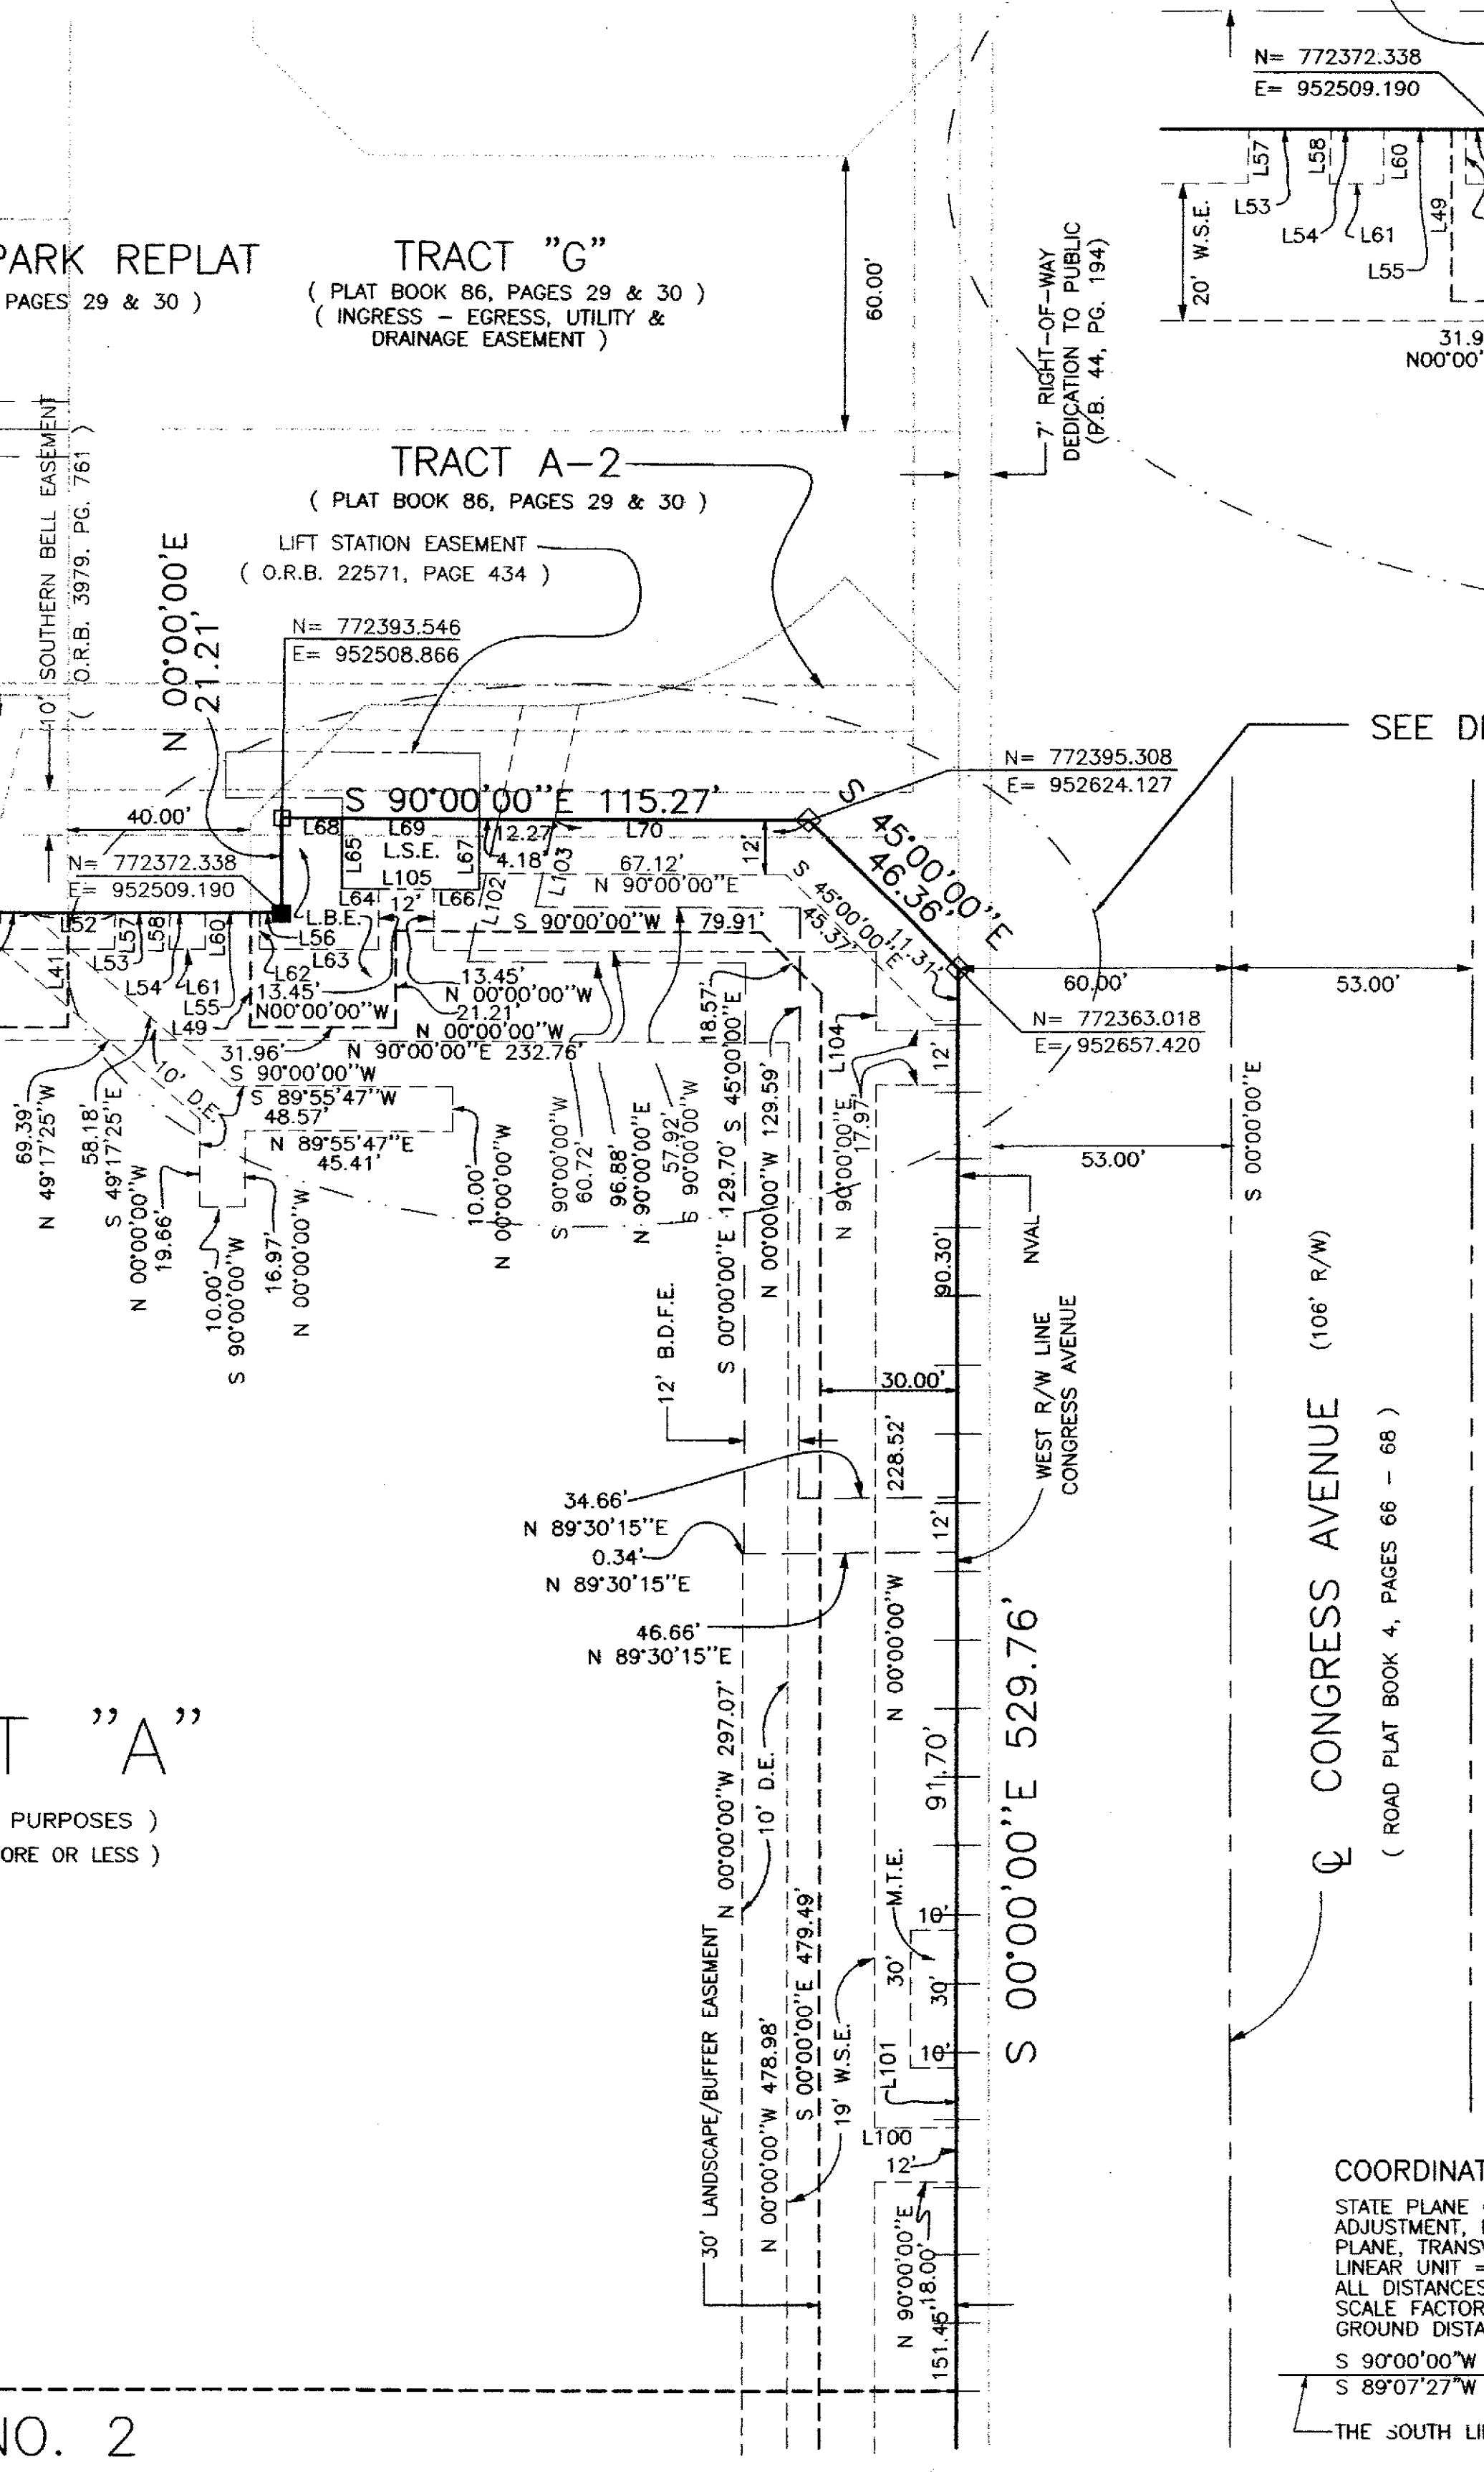 N= 772372.338
E= 952509.190
L57
L58
L60
L49
L53
L54
L61
L55
20' W.S.E.
31.9
N00°00'
PARK REPLAT
PAGES 29 & 30 )
TRACT "G"
( PLAT BOOK 86, PAGES 29 & 30 )
( INGRESS - EGRESS, UTILITY &
DRAINAGE EASEMENT )
60.00'
7' RIGHT-OF-WAY
DEDICATION TO PUBLIC
(P.B. 44, PG. 194)
TRACT A-2
( PLAT BOOK 86, PAGES 29 & 30 )
LIFT STATION EASEMENT
( O.R.B. 22571, PAGE 434 )
10' SOUTHERN BELL EASEMENT
( O.R.B. 3979. PG. 761 )
N 00°00'00'E
21.21'
N= 772393.546
E= 952508.866
SEE DE
N= 772395.308
E= 952624.127
S 90°00'00"E 115.27'
40.00'
L68
L69
12.27'
L70
L65
L.S.E.
L67
4.18'
L103
67.12'
12'
N= 772372.338
E= 952509.190
L105
L102
N 90°00'00"E
S 45°00'00"E
46.36'
S 45°00'00"E
45.37'
11.31'
L64
12'
L66
L52
L57
L58
L60
L.B.E.
L56
S 90°00'00"W 79.91'
L41
L53
L54
L61
L55
L62
L63
13.45'
N00°00'00"W
13.45'
N 00°00'00"W
21.21'
N 00°00'00"W
L49
31.96'
S 90°00'00"W
N 90°00'00"E 232.76'
18.57'
S 45°00'00"E
L104
12'
60.00'
53.00'
N= 772363.018
E= 952657.420
10' D.E.
S 89°55'47"W
48.57'
N 89°55'47"E
45.41'
69.39'
N 49°17'25"W
58.18'
S 49°17'25"E
N 00°00'00"W
19.66'
10.00'
S 90°00'00"W
16.97'
N 00°00'00"W
10.00'
N 00°00'00"W
S 90°00'00"W
60.72'
96.88'
N 90°00'00"E
57.92'
S 90°00'00"W
S 00°00'00"E 129.70'
N 00°00'00"W 129.59'
N 90°00'00"E
17.97'
53.00'
S 00°00'00"E
NVAL
90.30'
12' B.D.F.E.
30.00'
WEST R/W LINE
CONGRESS AVENUE
228.52'
34.66'
N 89°30'15"E
0.34'
N 89°30'15"E
12'
46.66'
N 89°30'15"E
N 00°00'00"W
CONGRESS AVENUE (106' R/W)
( ROAD PLAT BOOK 4, PAGES 66 - 68 )
T "A"
PURPOSES )
ORE OR LESS )
N 00°00'00"W 297.07'
10' D.E.
91.70'
S 00°00'00"E 529.76'
M.T.E.
10'
30'
30'
10'
L101
30' LANDSCAPE/BUFFER EASEMENT
N 00°00'00"W 478.98'
S 00°00'00"E 479.49'
19' W.S.E.
L100
12'
N 90°00'00"E
18.00'
151.45'
COORDINAT
STATE PLANE
ADJUSTMENT,
PLANE, TRANSV
LINEAR UNIT =
ALL DISTANCES
SCALE FACTOR
GROUND DISTA
S 90°00'00"W
S 89°07'27"W
THE SOUTH LI
NO. 2